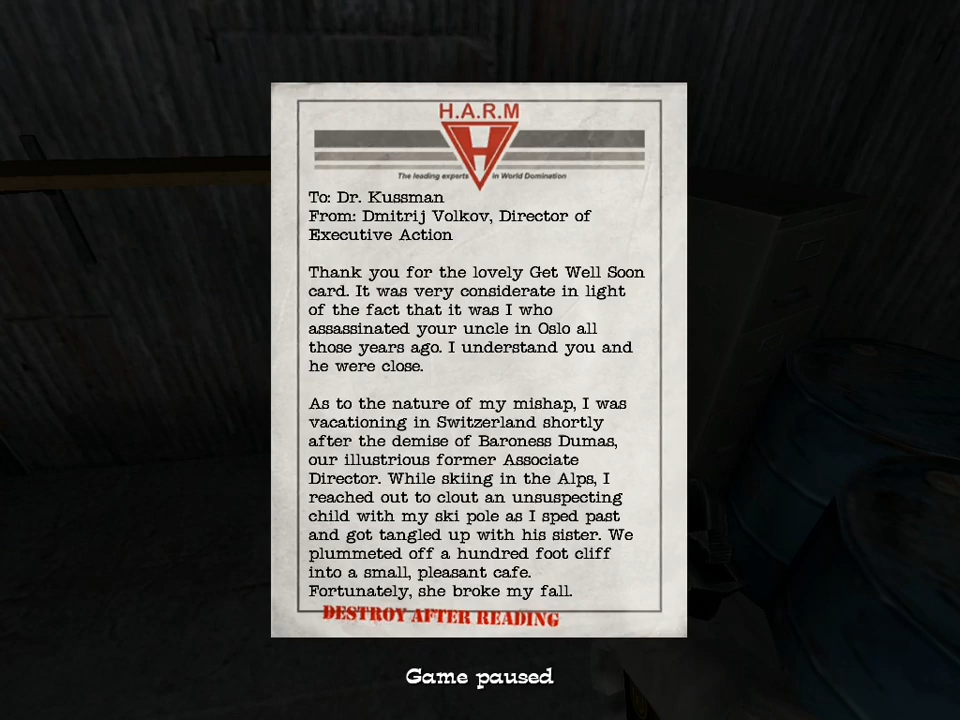 H.A.R.M
H
The leading experts in World Domination
To: Dr. Kussman
From: Dmitrij Volkov, Director of
Executive Action
Thank you for the lovely Get Well Soon
card. It was very considerate in light
of the fact that it was I who
assassinated your uncle in Oslo all
those years ago. I understand you and
he were close.
As to the nature of my mishap, I was
vacationing in Switzerland shortly
after the demise of Baroness Dumas,
our illustrious former Associate
Director. While skiing in the Alps, I
reached out to clout an unsuspecting
child with my ski pole as I sped past
and got tangled up with his sister. We
plummeted off a hundred foot cliff
into a small, pleasant cafe.
Fortunately, she broke my fall.
DESTROY AFTER READING
Game paused